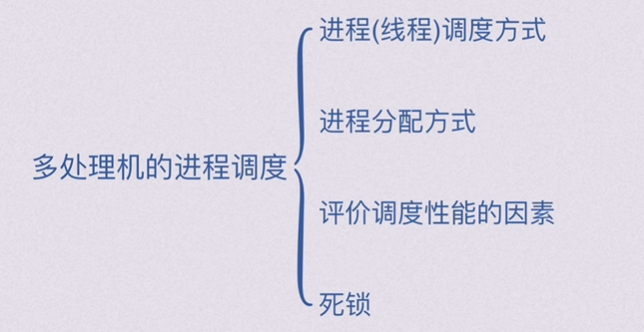 进程(线程)调度方式
进程分配方式
多处理机的进程调度
评价调度性能的因素
死锁